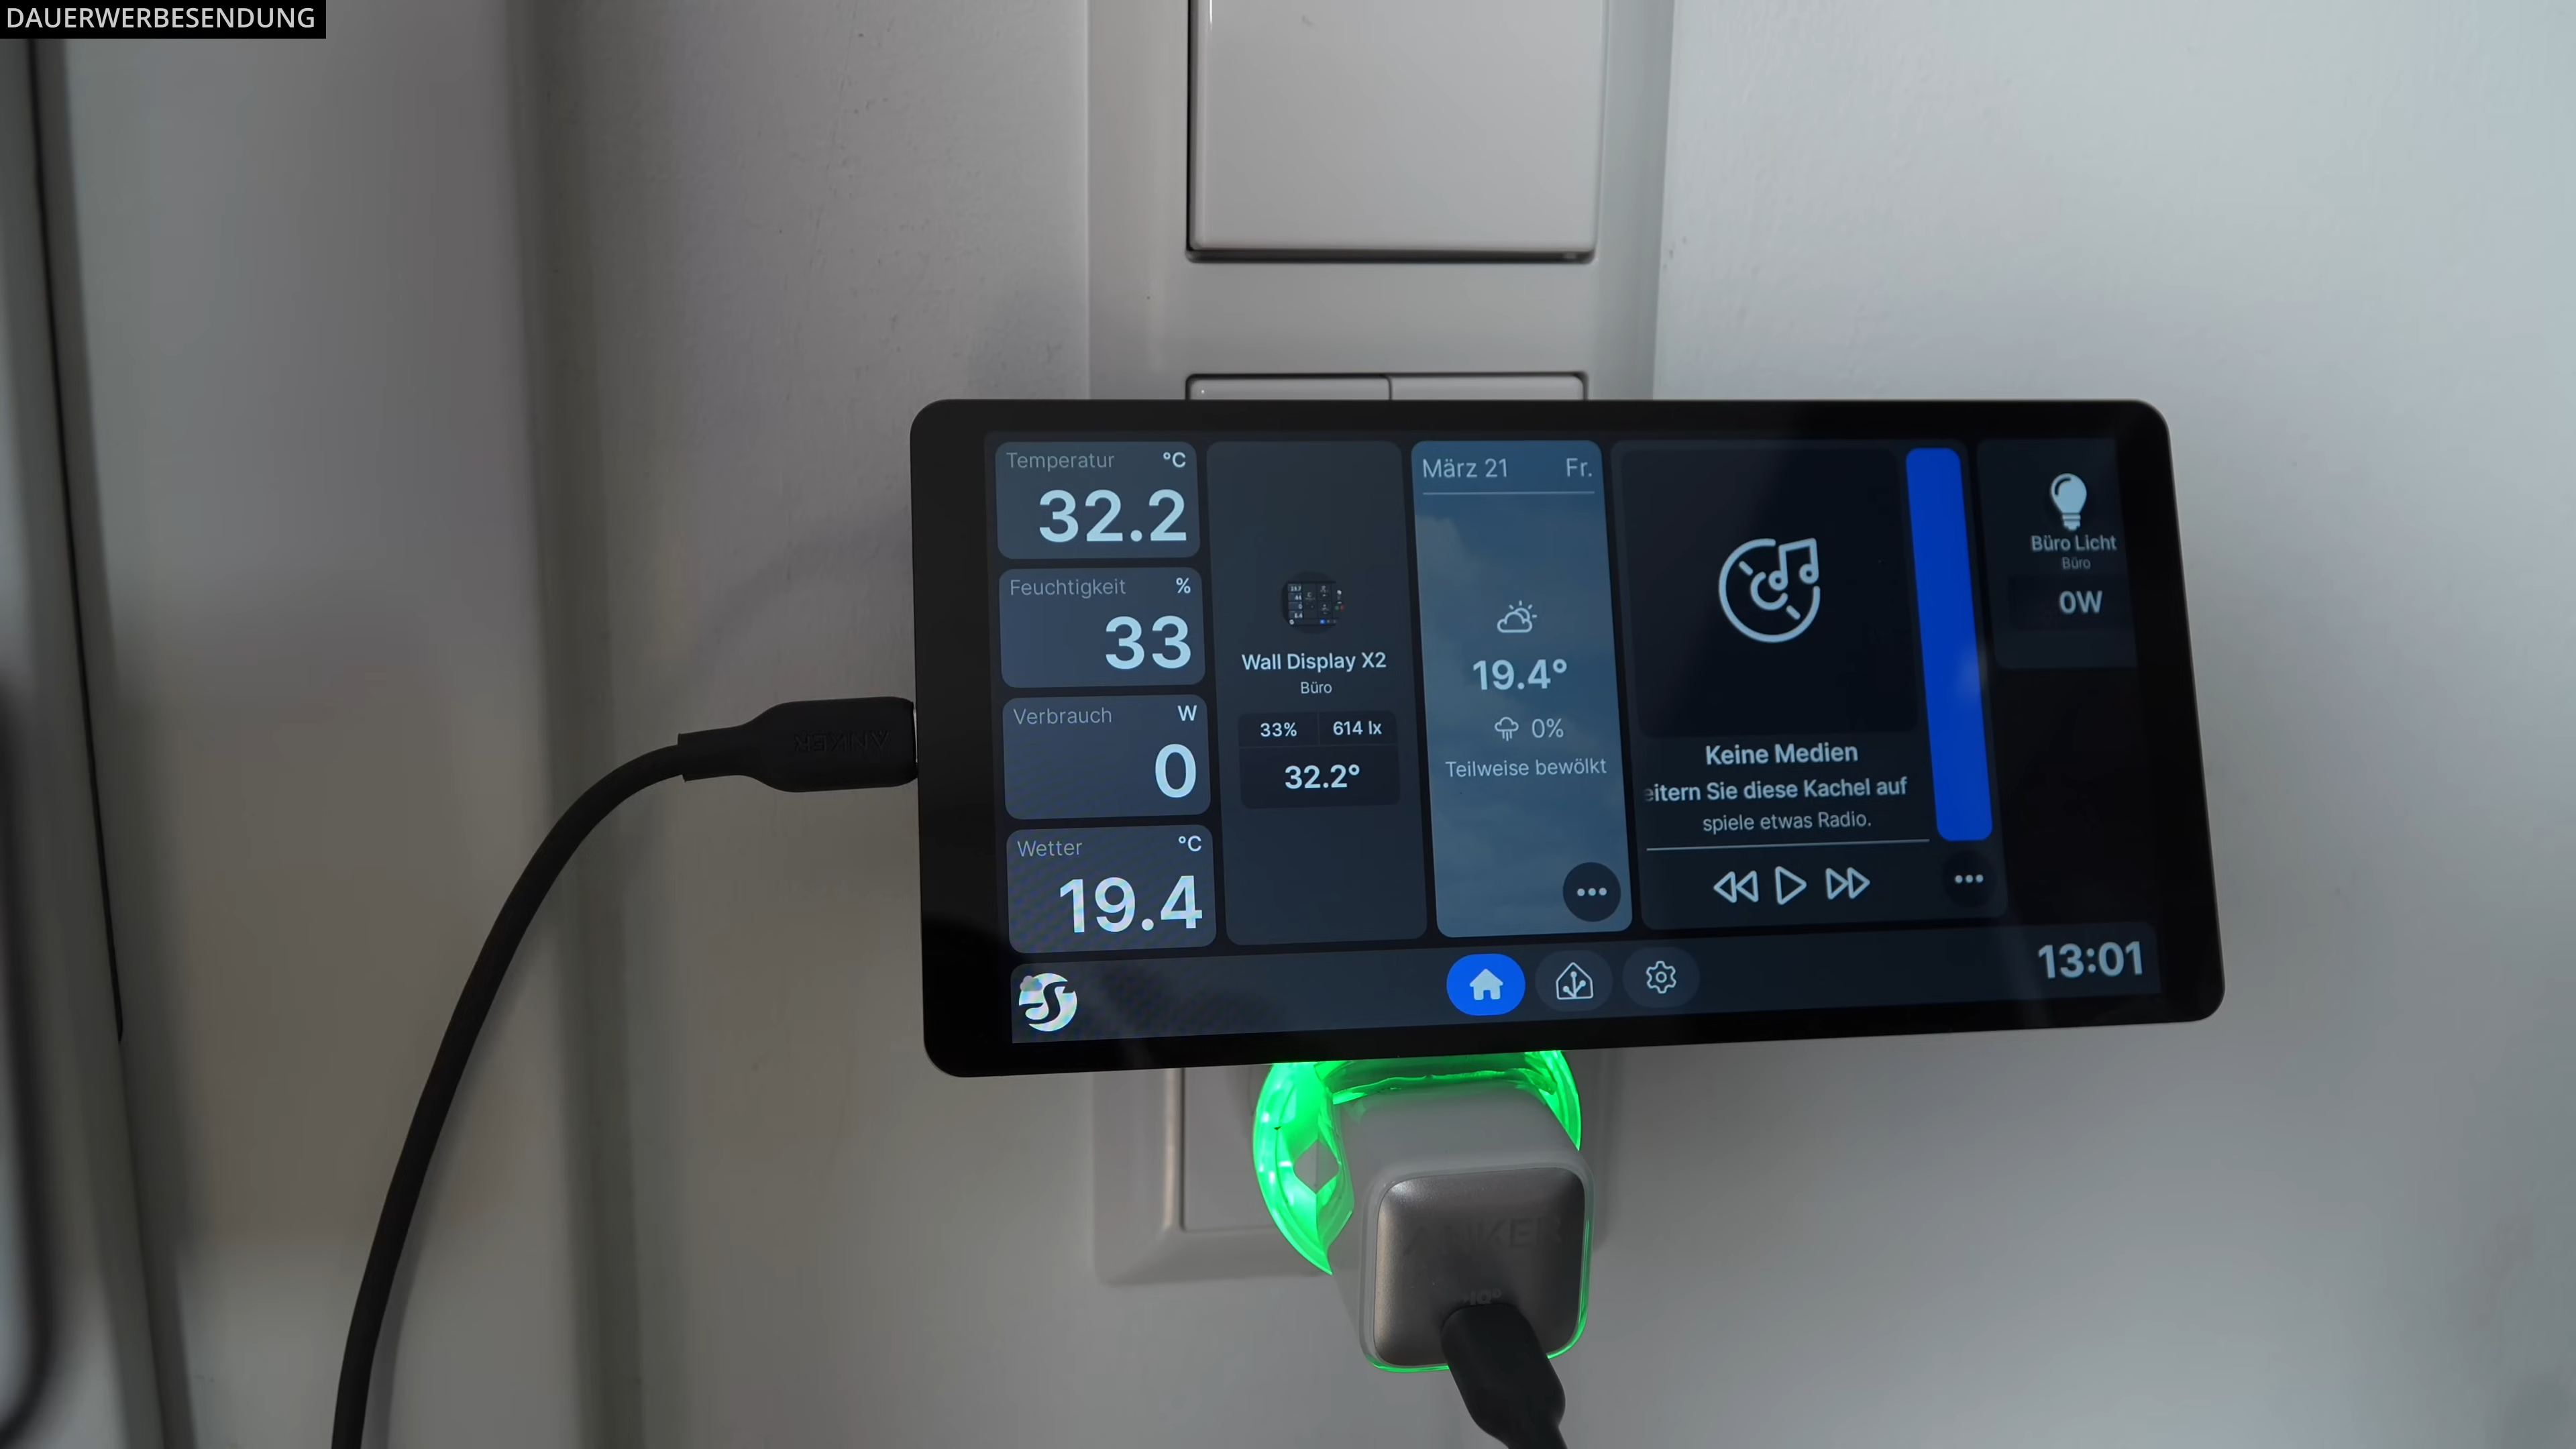 DAUERWERBESENDUNG
Temperatur °C
32.2
Feuchtigkeit %
33
Verbrauch W
0
Wetter °C
19.4
Wall Display X2
Büro
33% 614 lx
32.2°
März 21 Fr.
19.4°
0%
Teilweise bewölkt
Keine Medien
eitern Sie diese Kachel auf
spiele etwas Radio.
Büro Licht
Büro
0W
13:01
ANKER
ANKER